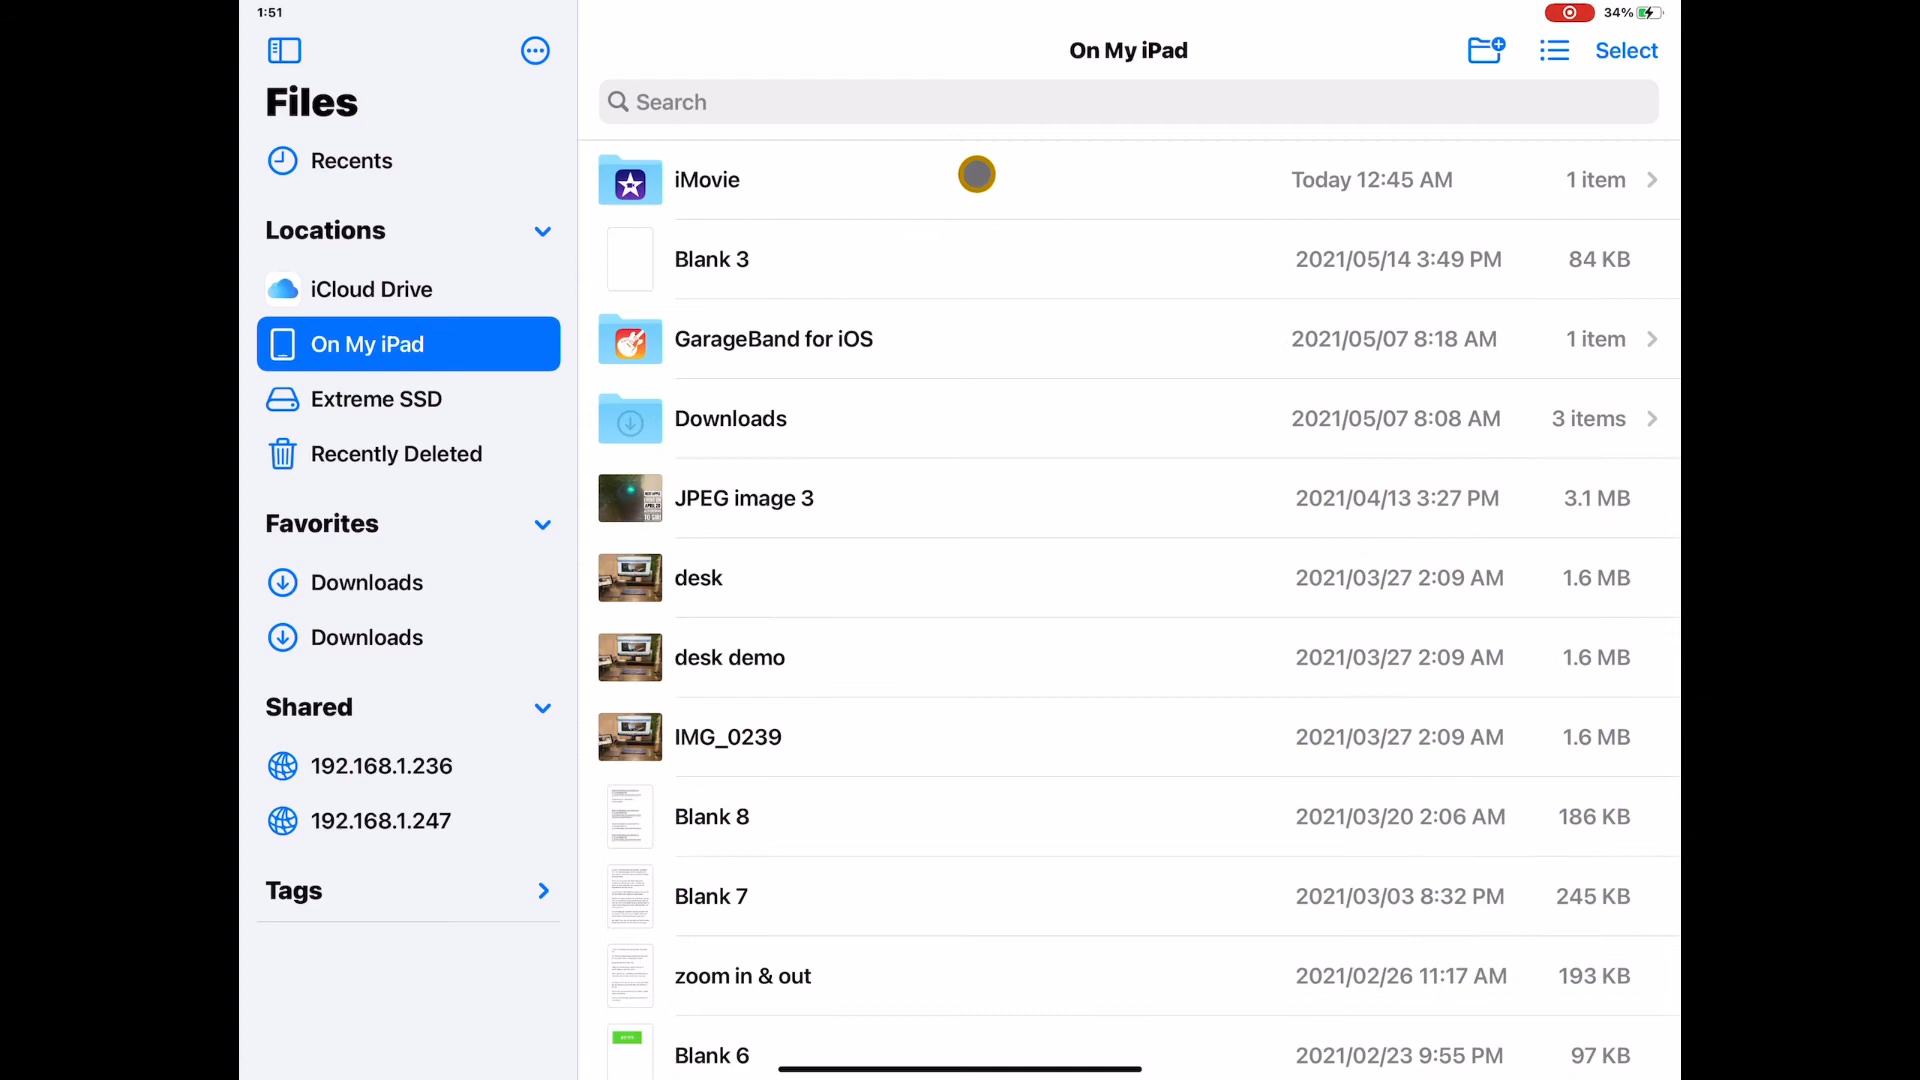 1:51
34%
Files
Recents
Locations
iCloud Drive
On My iPad
Extreme SSD
Recently Deleted
Favorites
Downloads
Downloads
Shared
192.168.1.236
192.168.1.247
Tags
On My iPad
Select
Search
iMovie Today 12:45 AM 1 item
Blank 3 2021/05/14 3:49 PM 84 KB
GarageBand for iOS 2021/05/07 8:18 AM 1 item
Downloads 2021/05/07 8:08 AM 3 items
JPEG image 3 2021/04/13 3:27 PM 3.1 MB
desk 2021/03/27 2:09 AM 1.6 MB
desk demo 2021/03/27 2:09 AM 1.6 MB
IMG_0239 2021/03/27 2:09 AM 1.6 MB
Blank 8 2021/03/20 2:06 AM 186 KB
Blank 7 2021/03/03 8:32 PM 245 KB
zoom in & out 2021/02/26 11:17 AM 193 KB
Blank 6 2021/02/23 9:55 PM 97 KB